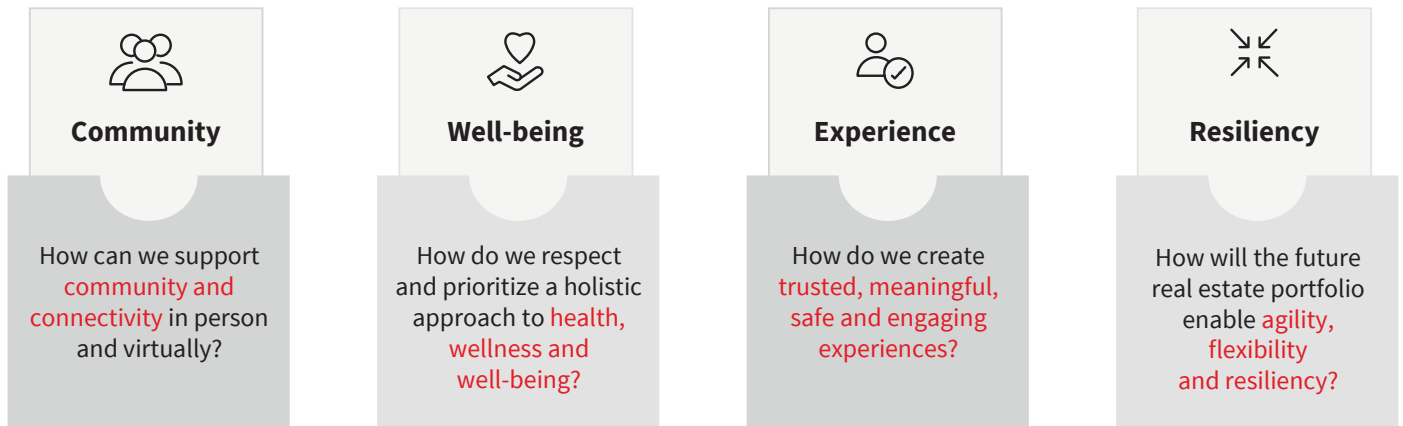 Community
How can we support
community and
connectivity in person
and virtually?
Well-being
How do we respect
and prioritize a holistic
approach to health,
wellness and
well-being?
Experience
How do we create
trusted, meaningful,
safe and engaging
experiences?
Resiliency
How will the future
real estate portfolio
enable agility,
flexibility
and resiliency?